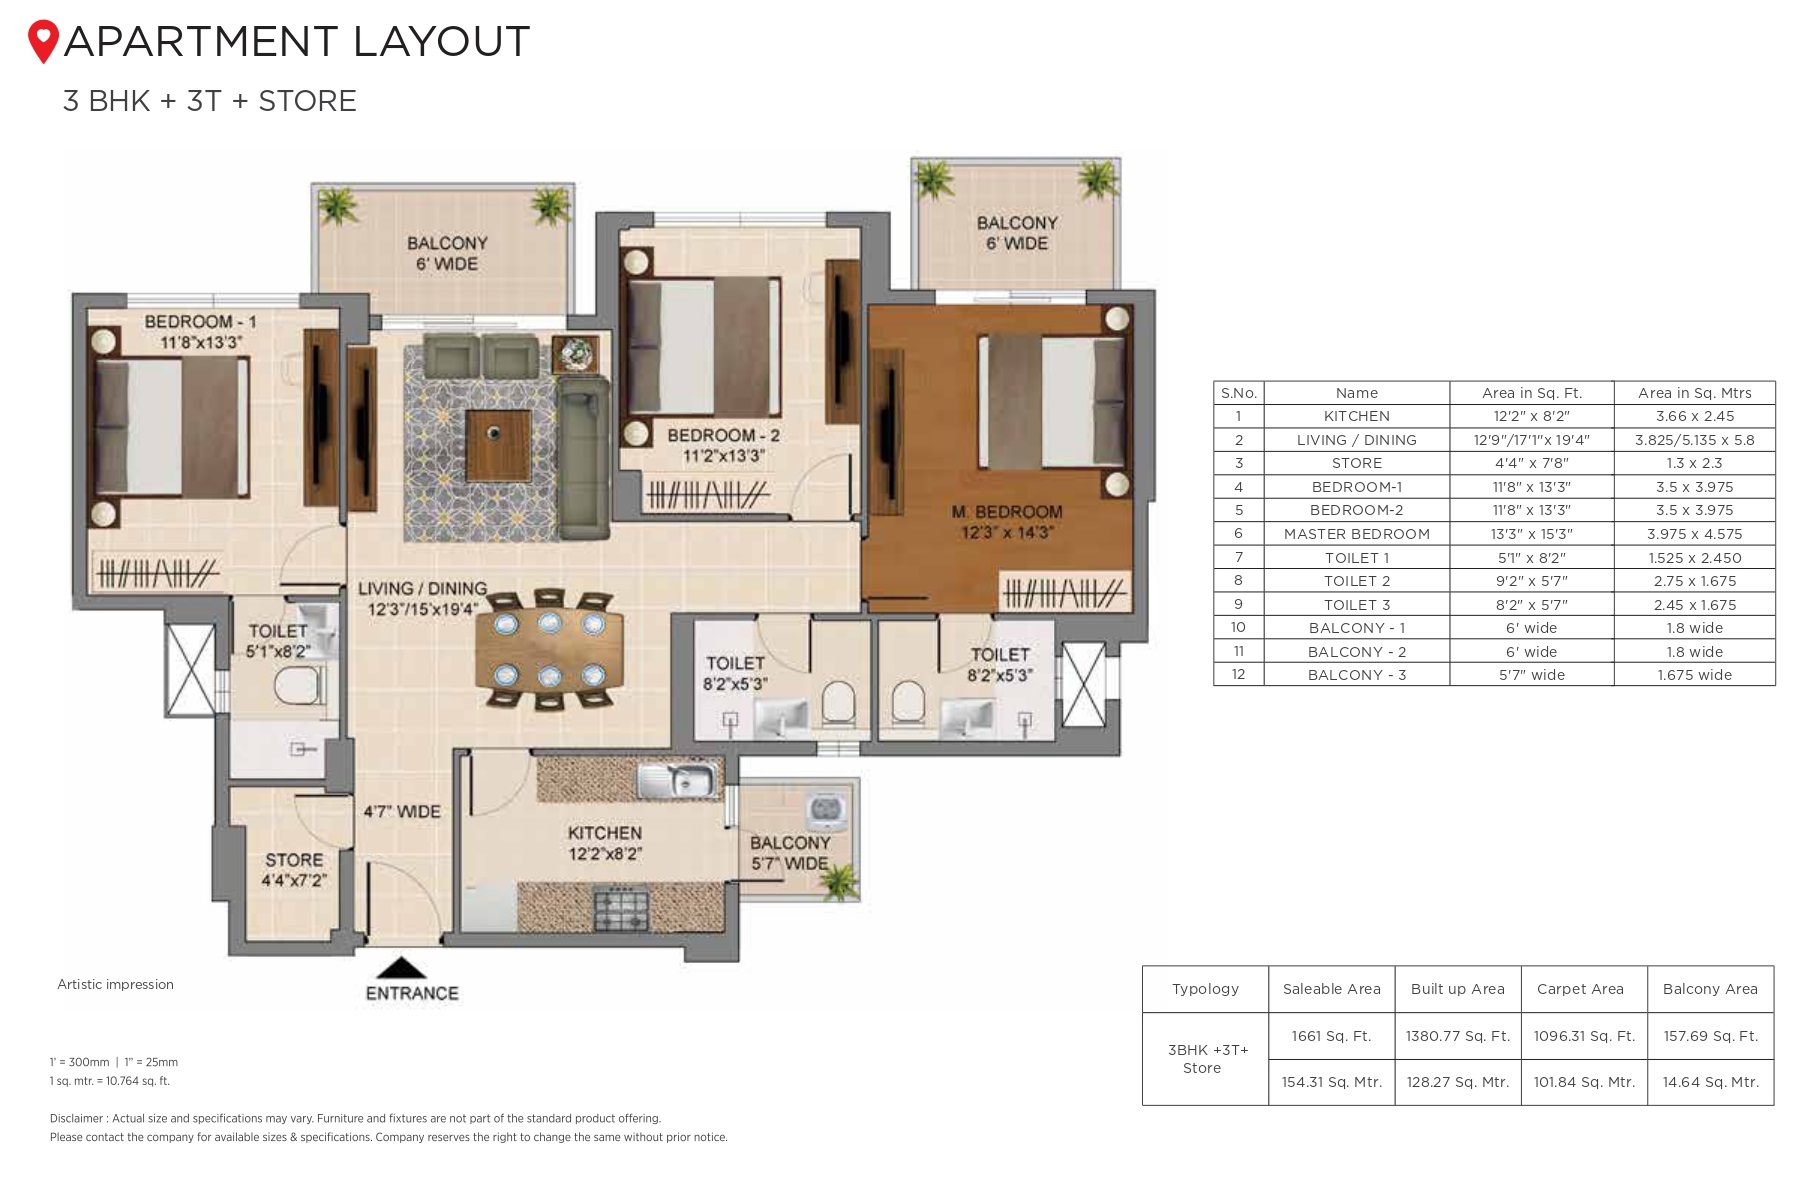 APARTMENT LAYOUT
3 BHK + 3T + STORE
BALCONY
6' WIDE
BALCONY
6' WIDE
BEDROOM - 1
11'8"x13'3"
BEDROOM - 2
11'2"x13'3"
M. BEDROOM
12'3" x 14'3"
LIVING / DINING
12'3"/15'x19'4"
TOILET
5'1"x8'2"
TOILET
8'2"x5'3"
TOILET
8'2"x5'3"
4'7" WIDE
KITCHEN
12'2"x8'2"
BALCONY
5'7" WIDE
STORE
4'4"x7'2"
ENTRANCE
Artistic impression
S.No. Name Area in Sq. Ft. Area in Sq. Mtrs
1 KITCHEN 12'2" x 8'2" 3.66 x 2.45
2 LIVING / DINING 12'9"/17'1"x 19'4" 3.825/5.135 x 5.8
3 STORE 4'4" x 7'8" 1.3 x 2.3
4 BEDROOM-1 11'8" x 13'3" 3.5 x 3.975
5 BEDROOM-2 11'8" x 13'3" 3.5 x 3.975
6 MASTER BEDROOM 13'3" x 15'3" 3.975 x 4.575
7 TOILET 1 5'1" x 8'2" 1.525 x 2.450
8 TOILET 2 9'2" x 5'7" 2.75 x 1.675
9 TOILET 3 8'2" x 5'7" 2.45 x 1.675
10 BALCONY - 1 6' wide 1.8 wide
11 BALCONY - 2 6' wide 1.8 wide
12 BALCONY - 3 5'7" wide 1.675 wide
Typology Saleable Area Built up Area Carpet Area Balcony Area
3BHK +3T+
Store
1661 Sq. Ft. 1380.77 Sq. Ft. 1096.31 Sq. Ft. 157.69 Sq. Ft.
154.31 Sq. Mtr. 128.27 Sq. Mtr. 101.84 Sq. Mtr. 14.64 Sq. Mtr.
1' = 300mm | 1" = 25mm
1 sq. mtr. = 10.764 sq. ft.
Disclaimer : Actual size and specifications may vary. Furniture and fixtures are not part of the standard product offering.
Please contact the company for available sizes & specifications. Company reserves the right to change the same without prior notice.